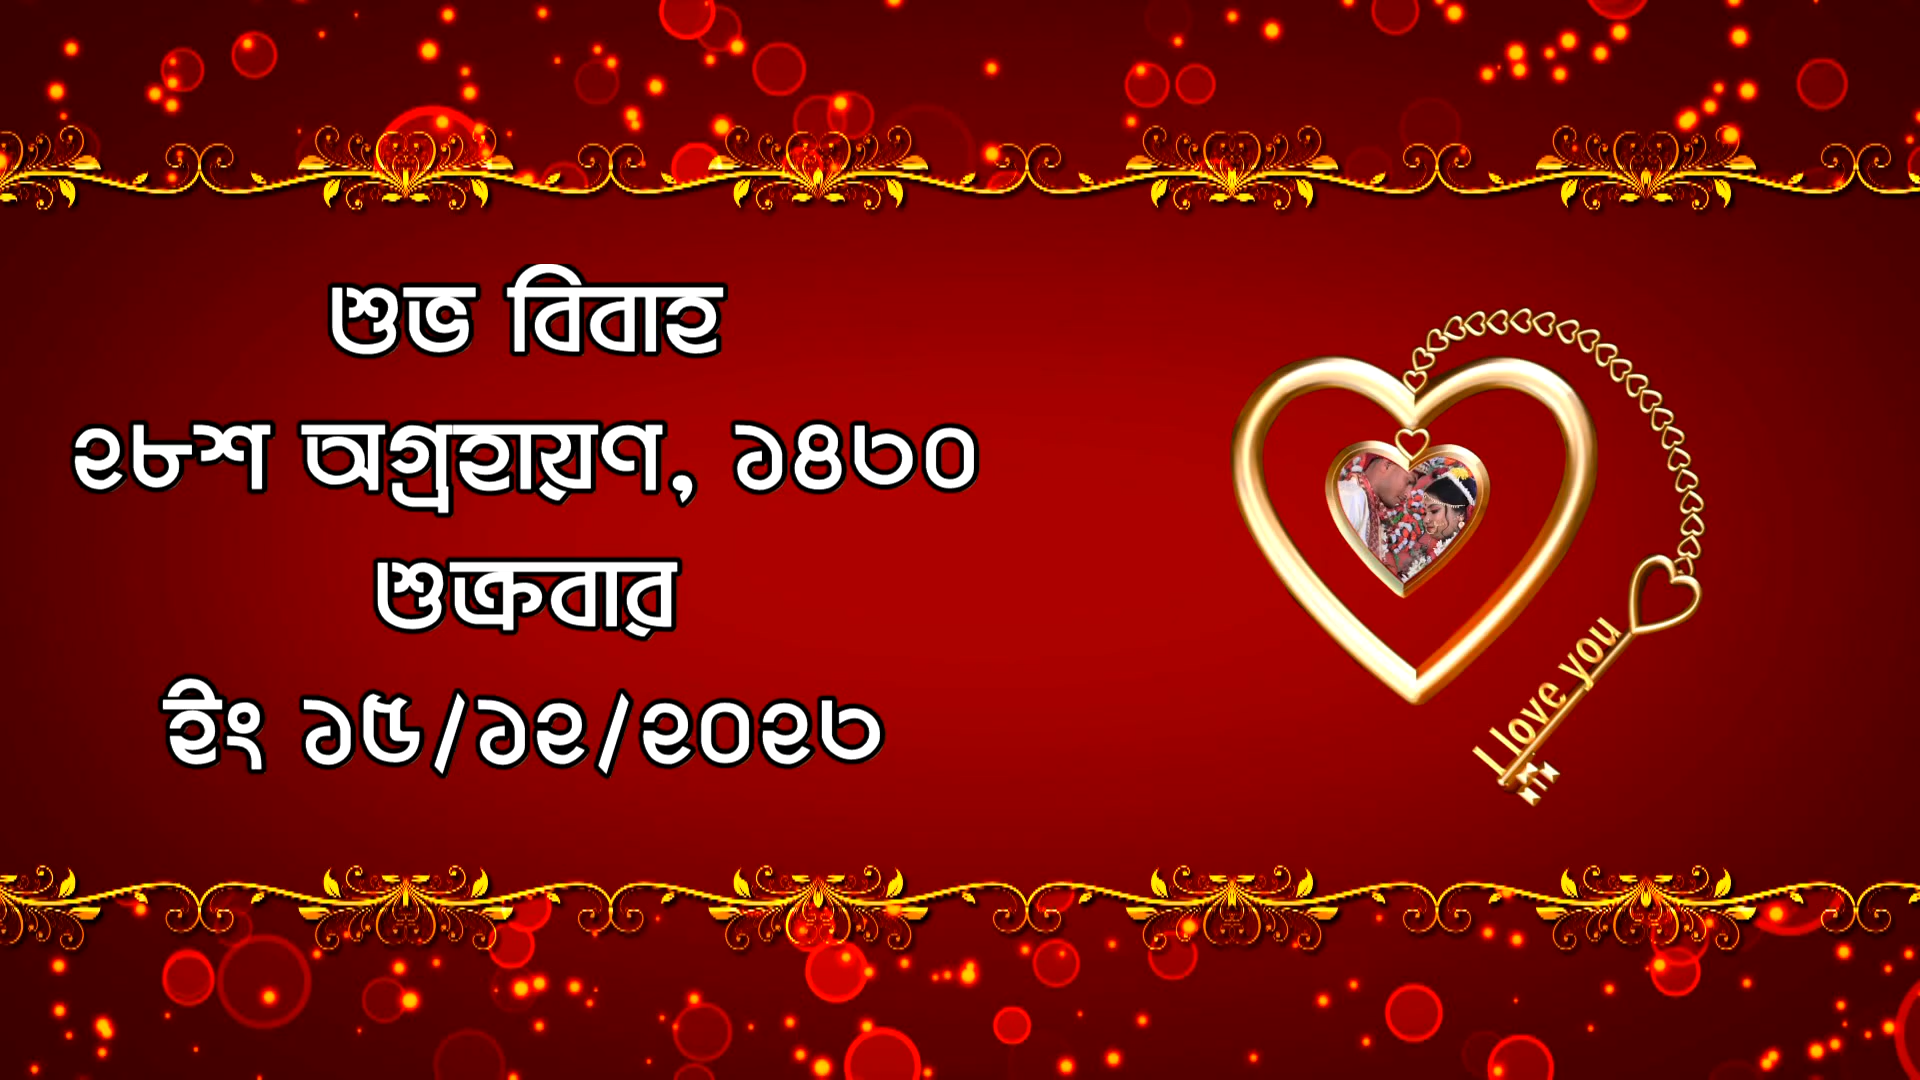 শুভ বিবাহ
২৮শ অগ্রহায়ণ, ১৪৩০
শুক্রবার
ইং ১৫/১২/২০২৩
I love you